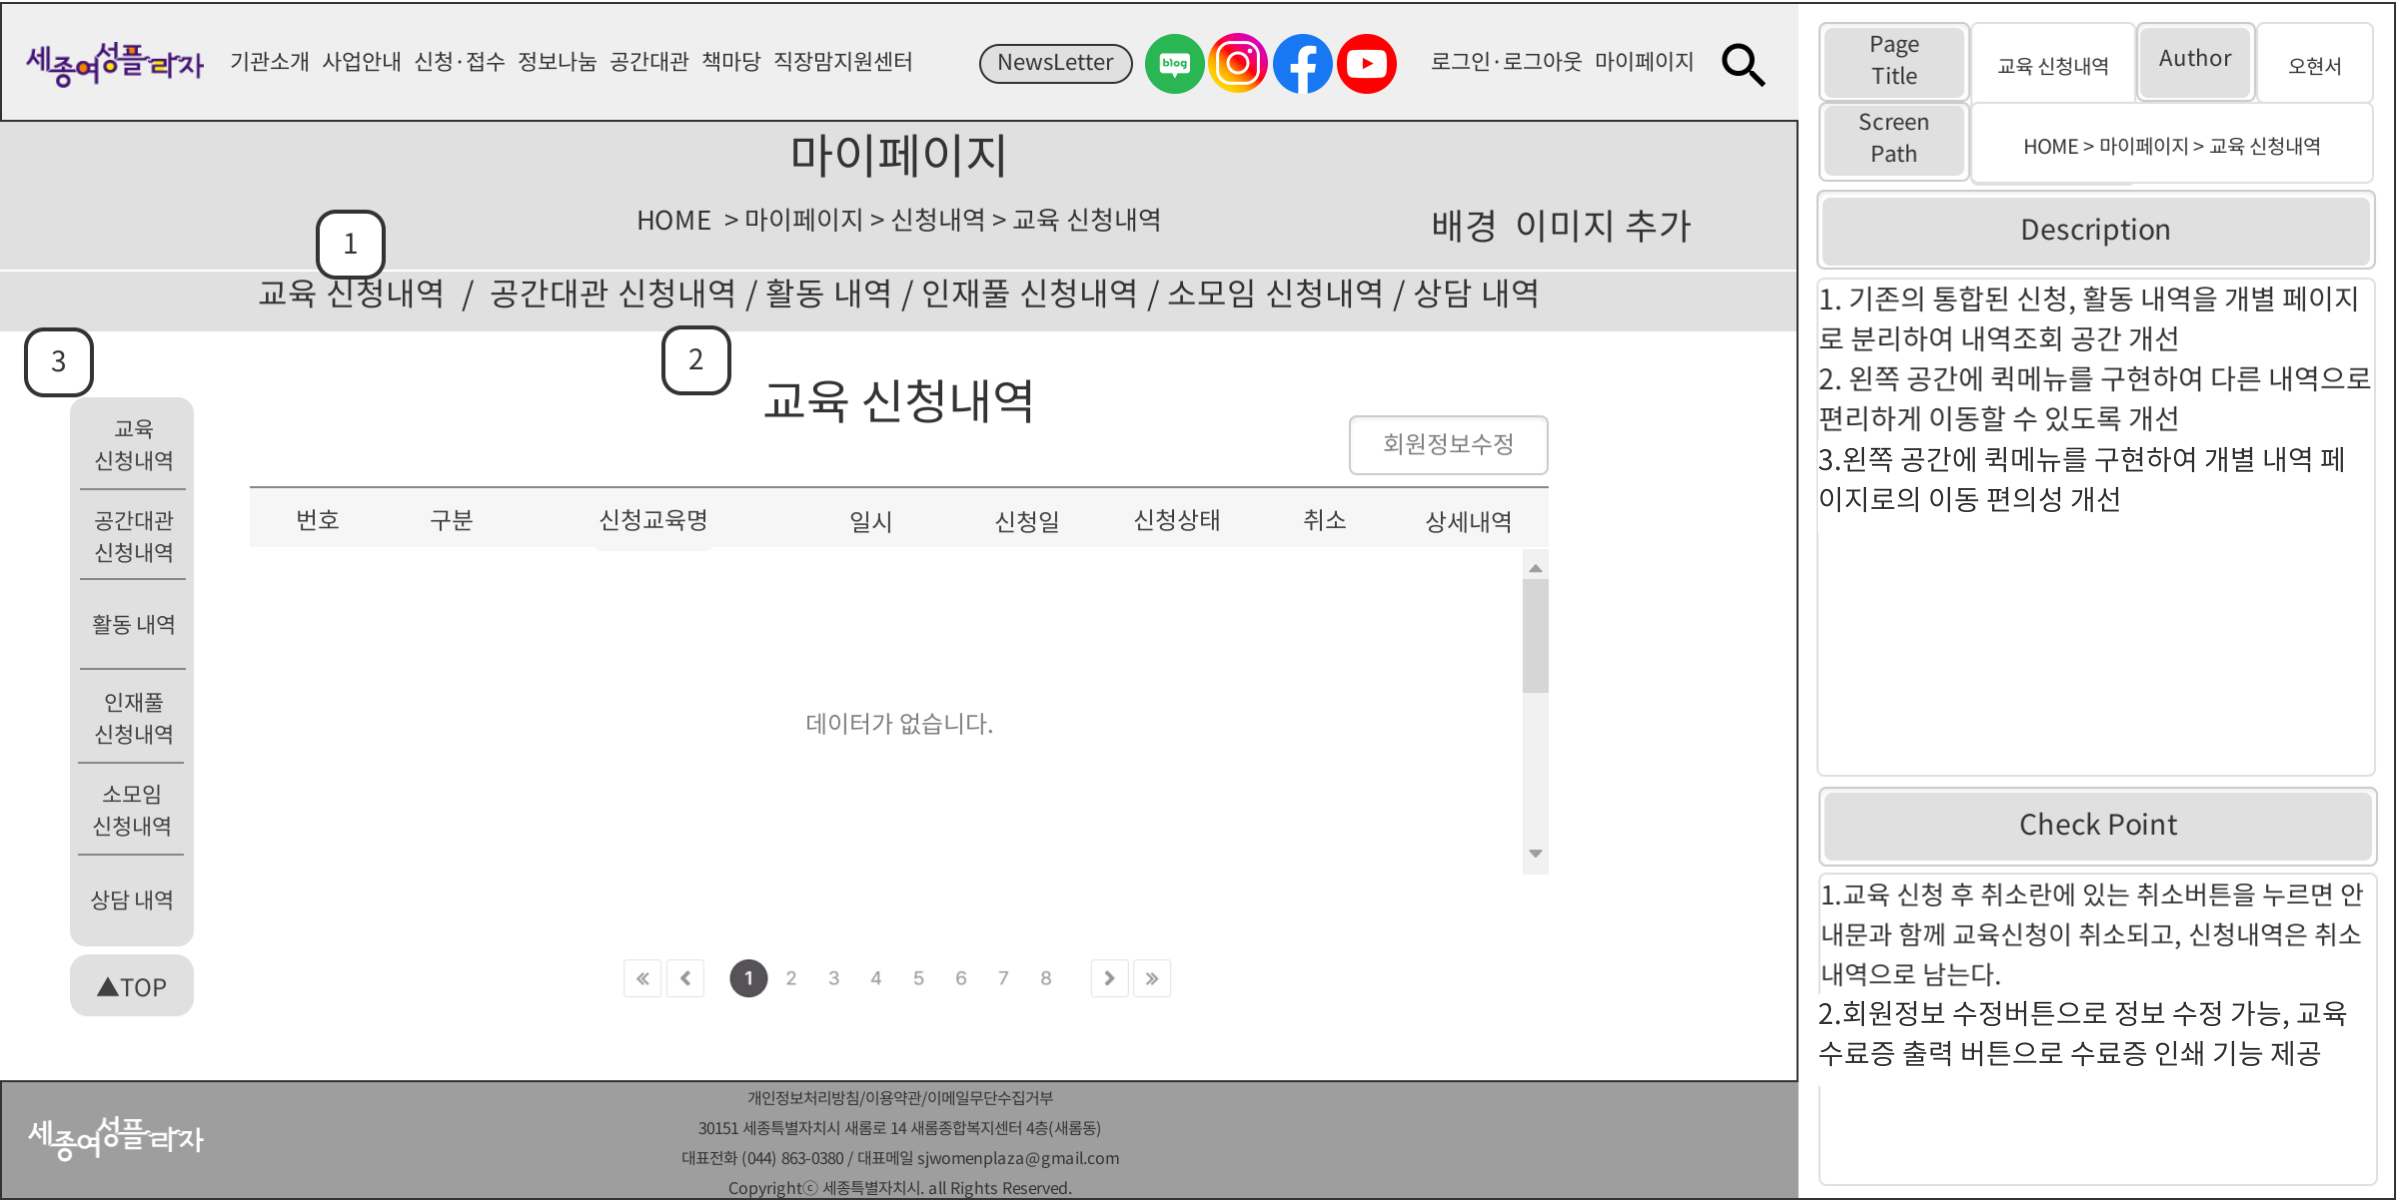 세종여성플라자 기관소개 사업안내 신청·접수 정보나눔 공간대관 책마당 직장맘지원센터 NewsLetter blog 로그인·로그아웃 마이페이지
마이페이지
HOME > 마이페이지 > 신청내역 > 교육 신청내역
배경 이미지 추가
1
교육 신청내역 / 공간대관 신청내역 / 활동 내역 / 인재풀 신청내역 / 소모임 신청내역 / 상담 내역
3
2
교육 신청내역
회원정보수정
교육
신청내역
공간대관
신청내역
활동 내역
인재풀
신청내역
소모임
신청내역
상담 내역
▲TOP
번호 구분 신청교육명 일시 신청일 신청상태 취소 상세내역
데이터가 없습니다.
« ‹ 1 2 3 4 5 6 7 8 › »
세종여성플라자
개인정보처리방침/이용약관/이메일무단수집거부
30151 세종특별자치시 새롬로 14 새롬종합복지센터 4층(새롬동)
대표전화 (044) 863-0380 / 대표메일 sjwomenplaza@gmail.com
Copyrightⓒ 세종특별자치시. all Rights Reserved.
Page
Title
교육 신청내역
Author
오현서
Screen
Path
HOME > 마이페이지 > 교육 신청내역
Description
1. 기존의 통합된 신청, 활동 내역을 개별 페이지
로 분리하여 내역조회 공간 개선
2. 왼쪽 공간에 퀵메뉴를 구현하여 다른 내역으로
편리하게 이동할 수 있도록 개선
3.왼쪽 공간에 퀵메뉴를 구현하여 개별 내역 페
이지로의 이동 편의성 개선
Check Point
1.교육 신청 후 취소란에 있는 취소버튼을 누르면 안
내문과 함께 교육신청이 취소되고, 신청내역은 취소
내역으로 남는다.
2.회원정보 수정버튼으로 정보 수정 가능, 교육
수료증 출력 버튼으로 수료증 인쇄 기능 제공